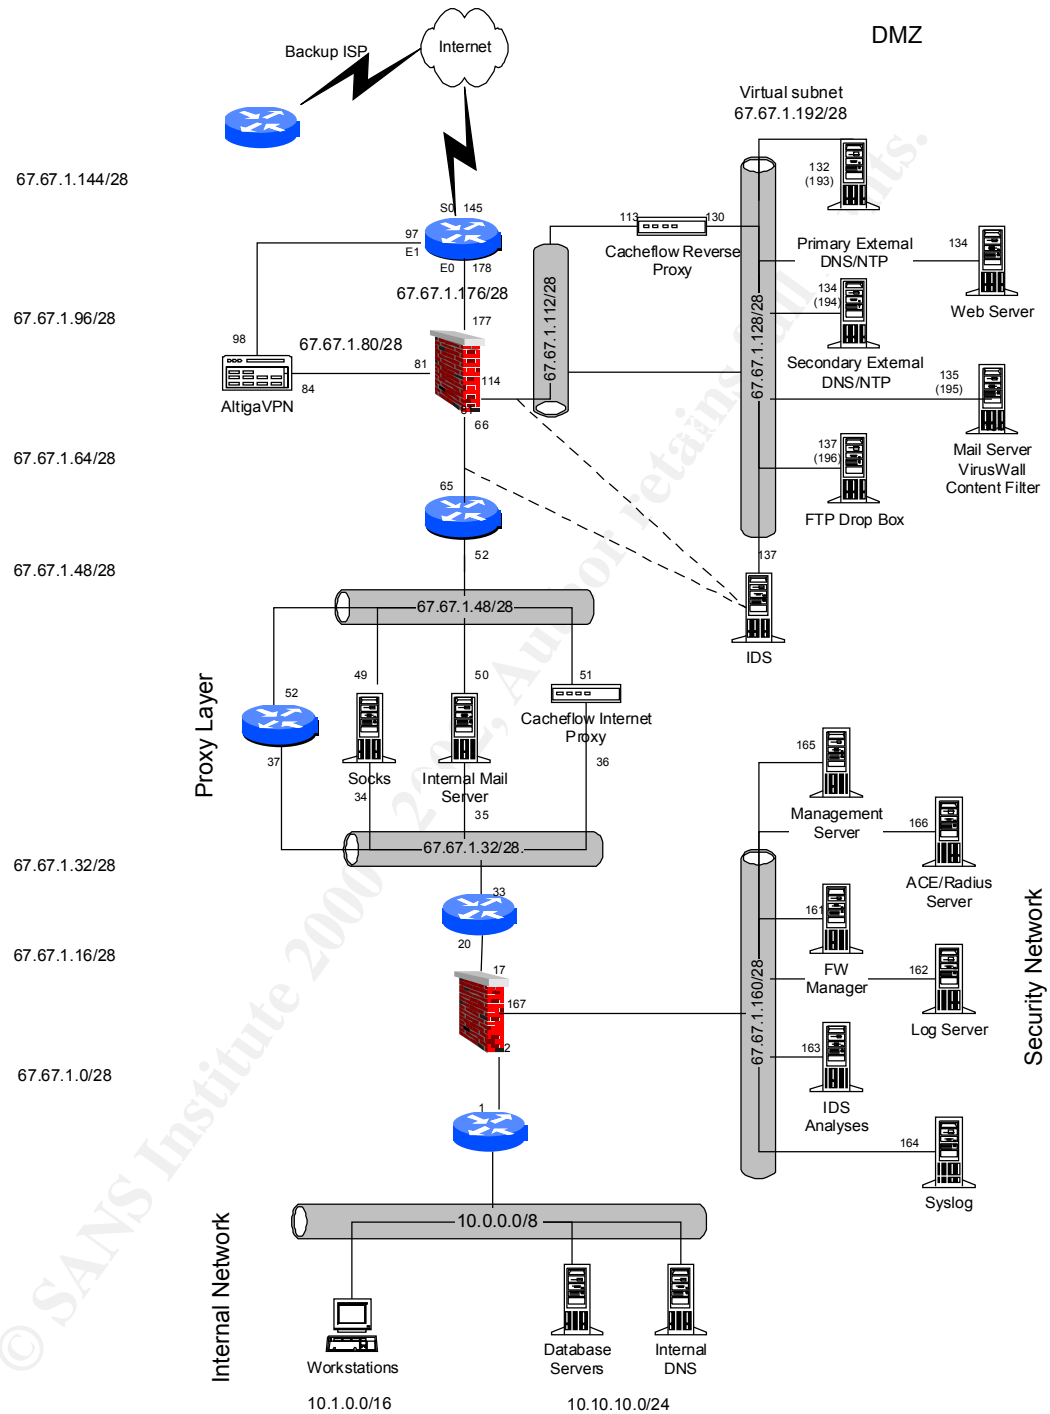 DMZ
Internet
Backup ISP
Virtual subnet
67.67.1.192/28
132
(193)
67.67.1.144/28
S0 145
97
E1
E0 178
113
130
Cacheflow Reverse
Proxy
Primary External
DNS/NTP
134
Web Server
67.67.1.176/28
67.67.1.96/28
177
67.67.1.80/28
98
81
84
AltigaVPN
114
67.67.1.112/28
67.67.1.128/28
134
(194)
Secondary External
DNS/NTP
135
(195)
Mail Server
VirusWall
Content Filter
66
67.67.1.64/28
65
137
(196)
FTP Drop Box
137
IDS
67.67.1.48/28
52
67.67.1.48/28
Proxy Layer
52
49
50
51
Cacheflow Internet
Proxy
37
Socks
34
Internal Mail
Server
35
36
67.67.1.32/28.
67.67.1.32/28
33
20
67.67.1.16/28
17
167
2
67.67.1.0/28
1
165
Management
Server
166
ACE/Radius
Server
161
FW
Manager
162
Log Server
67.67.1.160/28
163
IDS
Analyses
164
Syslog
Security Network
Internal Network
10.0.0.0/8
Workstations
Database
Servers
Internal
DNS
10.1.0.0/16
10.10.10.0/24
© SANS Institute 2000 - 2002, Author retains full rights.